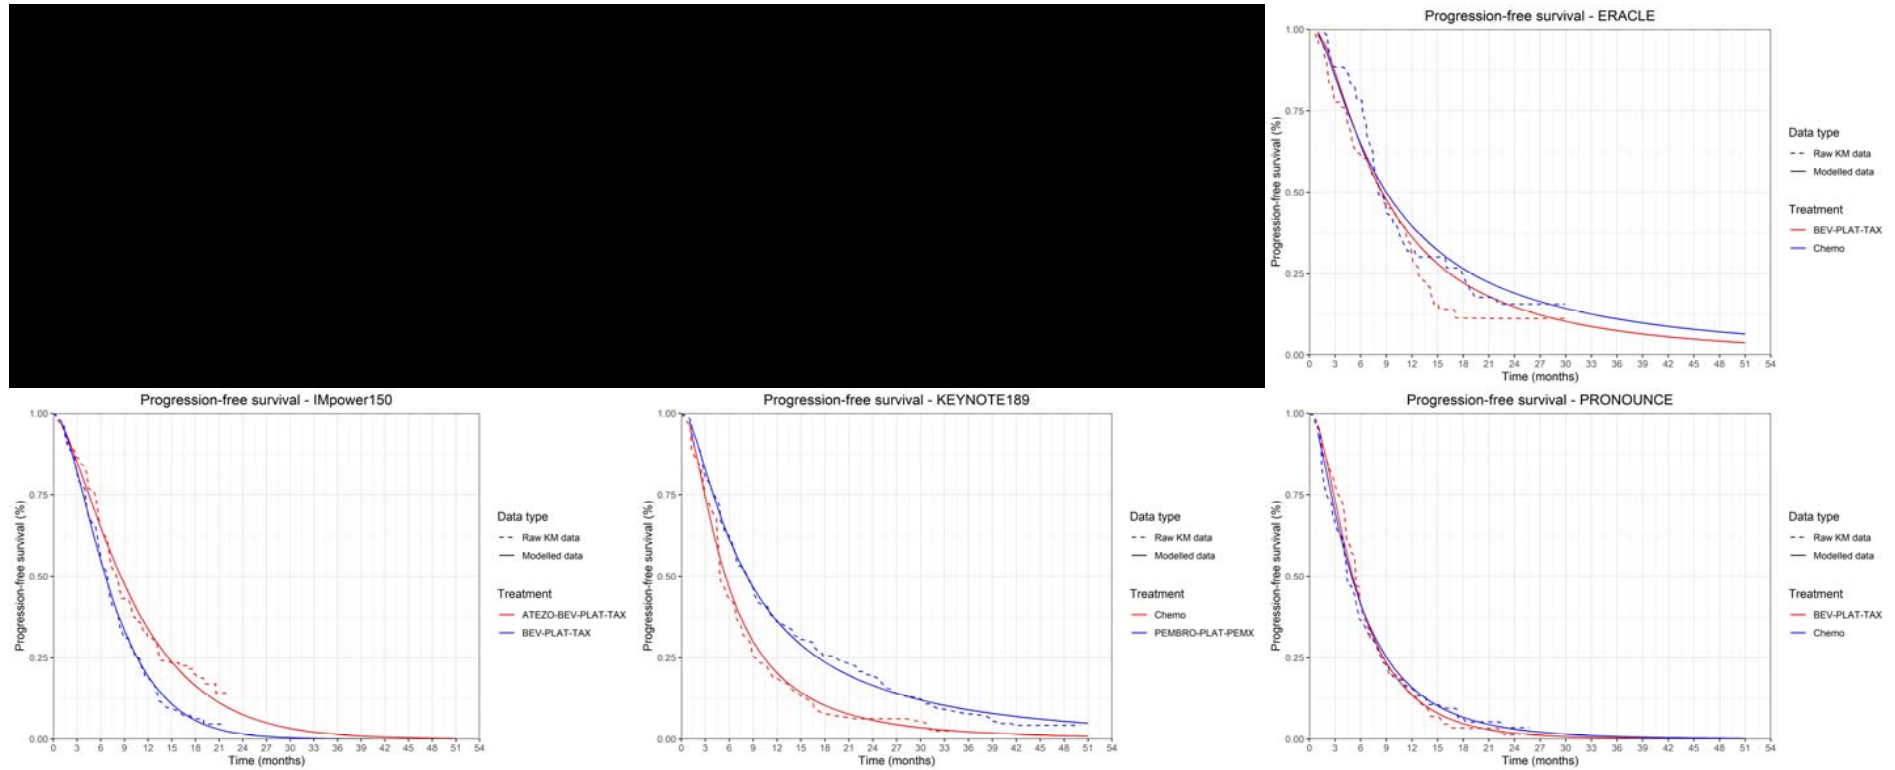 Progression-free survival - ERACLE
Progression-free survival (%)
1.00
0.75
0.50
0.25
0.00
0 3 6 9 12 15 18 21 24 27 30 33 36 39 42 45 48 51 54
Time (months)
Data type
Raw KM data
Modelled data
Treatment
BEV-PLAT-TAX
Chemo
Progression-free survival - IMpower150
Progression-free survival (%)
1.00
0.75
0.50
0.25
0.00
0 3 6 9 12 15 18 21 24 27 30 33 36 39 42 45 48 51 54
Time (months)
Data type
Raw KM data
Modelled data
Treatment
ATEZO-BEV-PLAT-TAX
BEV-PLAT-TAX
Progression-free survival - KEYNOTE189
Progression-free survival (%)
1.00
0.75
0.50
0.25
0.00
0 3 6 9 12 15 18 21 24 27 30 33 36 39 42 45 48 51 54
Time (months)
Data type
Raw KM data
Modelled data
Treatment
Chemo
PEMBRO-PLAT-PEMX
Progression-free survival - PRONOUNCE
Progression-free survival (%)
1.00
0.75
0.50
0.25
0.00
0 3 6 9 12 15 18 21 24 27 30 33 36 39 42 45 48 51 54
Time (months)
Data type
Raw KM data
Modelled data
Treatment
BEV-PLAT-TAX
Chemo